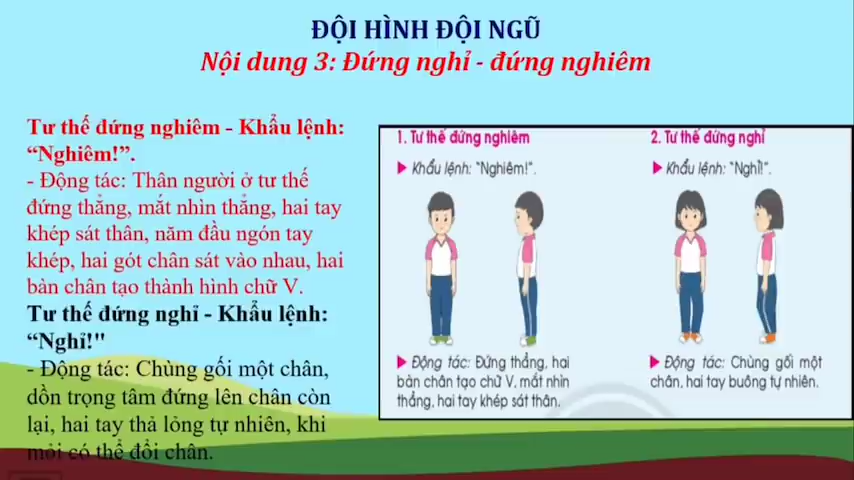 ĐỘI HÌNH ĐỘI NGŨ
Nội dung 3: Đứng nghỉ - đứng nghiêm
Tư thế đứng nghiêm - Khẩu lệnh:
“Nghiêm!”.
- Động tác: Thân người ở tư thế
đứng thẳng, mắt nhìn thẳng, hai tay
khép sát thân, năm đầu ngón tay
khép, hai gót chân sát vào nhau, hai
bàn chân tạo thành hình chữ V.
Tư thế đứng nghỉ - Khẩu lệnh:
“Nghỉ!"
- Động tác: Chùng gối một chân,
dồn trọng tâm đứng lên chân còn
lại, hai tay thả lỏng tự nhiên, khi
mỏi có thể đổi chân.
1. Tư thế đứng nghiêm
Khẩu lệnh: “Nghiêm!”.
Động tác: Đứng thẳng, hai
bàn chân tạo chữ V, mắt nhìn
thẳng, hai tay khép sát thân.
2. Tư thế đứng nghỉ
Khẩu lệnh: “Nghỉ!”.
Động tác: Chùng gối một
chân, hai tay buông tự nhiên.